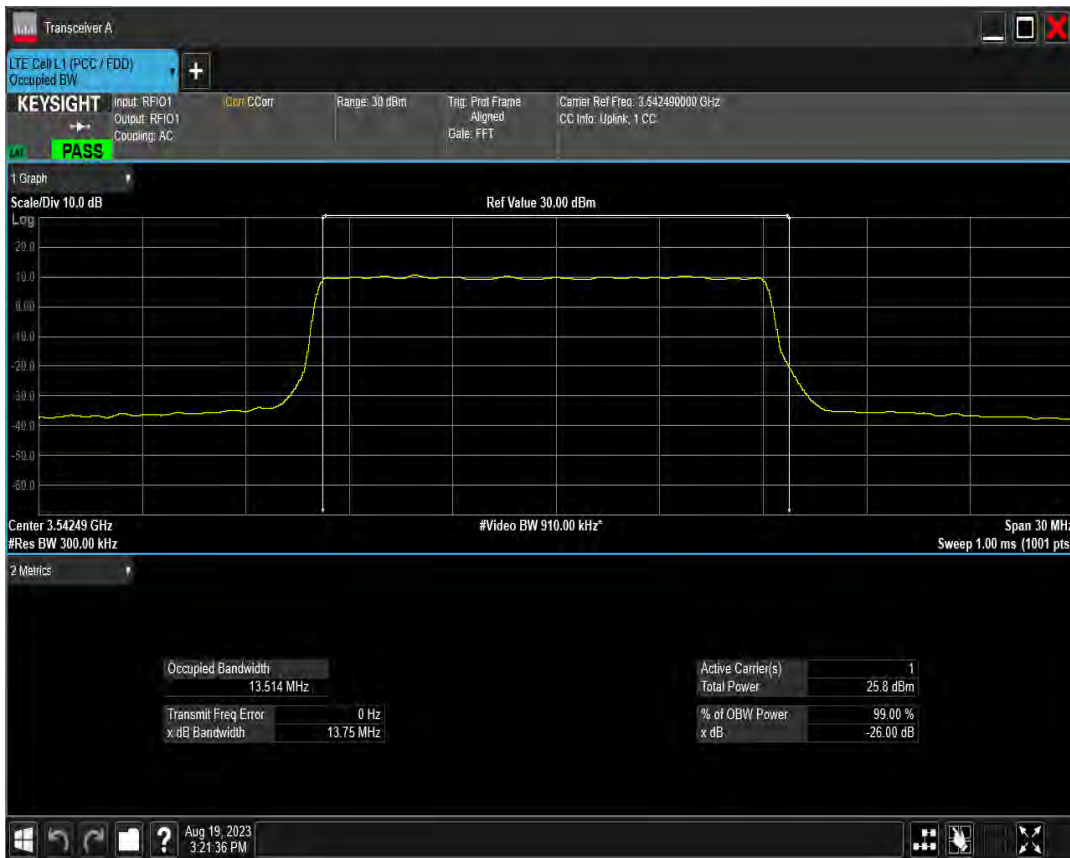 Transceiver A
LTE Cell L1 (PCC / FDD)
Occupied BW
+
KEYSIGHT
Input: RFIO1
Output: RFIO1
Coupling: AC
Corr CCorr
Range: 30 dBm
Trig: Prot Frame
Aligned
Gate: FFT
Carrier Ref Freq: 3.542490000 GHz
CC Info: Uplink, 1 CC
PASS
1 Graph
Scale/Div 10.0 dB
Ref Value 30.00 dBm
Log
20.0
10.0
0.00
-10.0
-20.0
-30.0
-40.0
-50.0
-60.0
Center 3.54249 GHz
#Video BW 910.00 kHz*
Span 30 MHz
#Res BW 300.00 kHz
Sweep 1.00 ms (1001 pts
2 Metrics
Occupied Bandwidth
13.514 MHz
Transmit Freq Error 0 Hz
x dB Bandwidth 13.75 MHz
Active Carrier(s) 1
Total Power 25.8 dBm
% of OBW Power 99.00 %
x dB -26.00 dB
?
Aug 19, 2023
3:21:36 PM